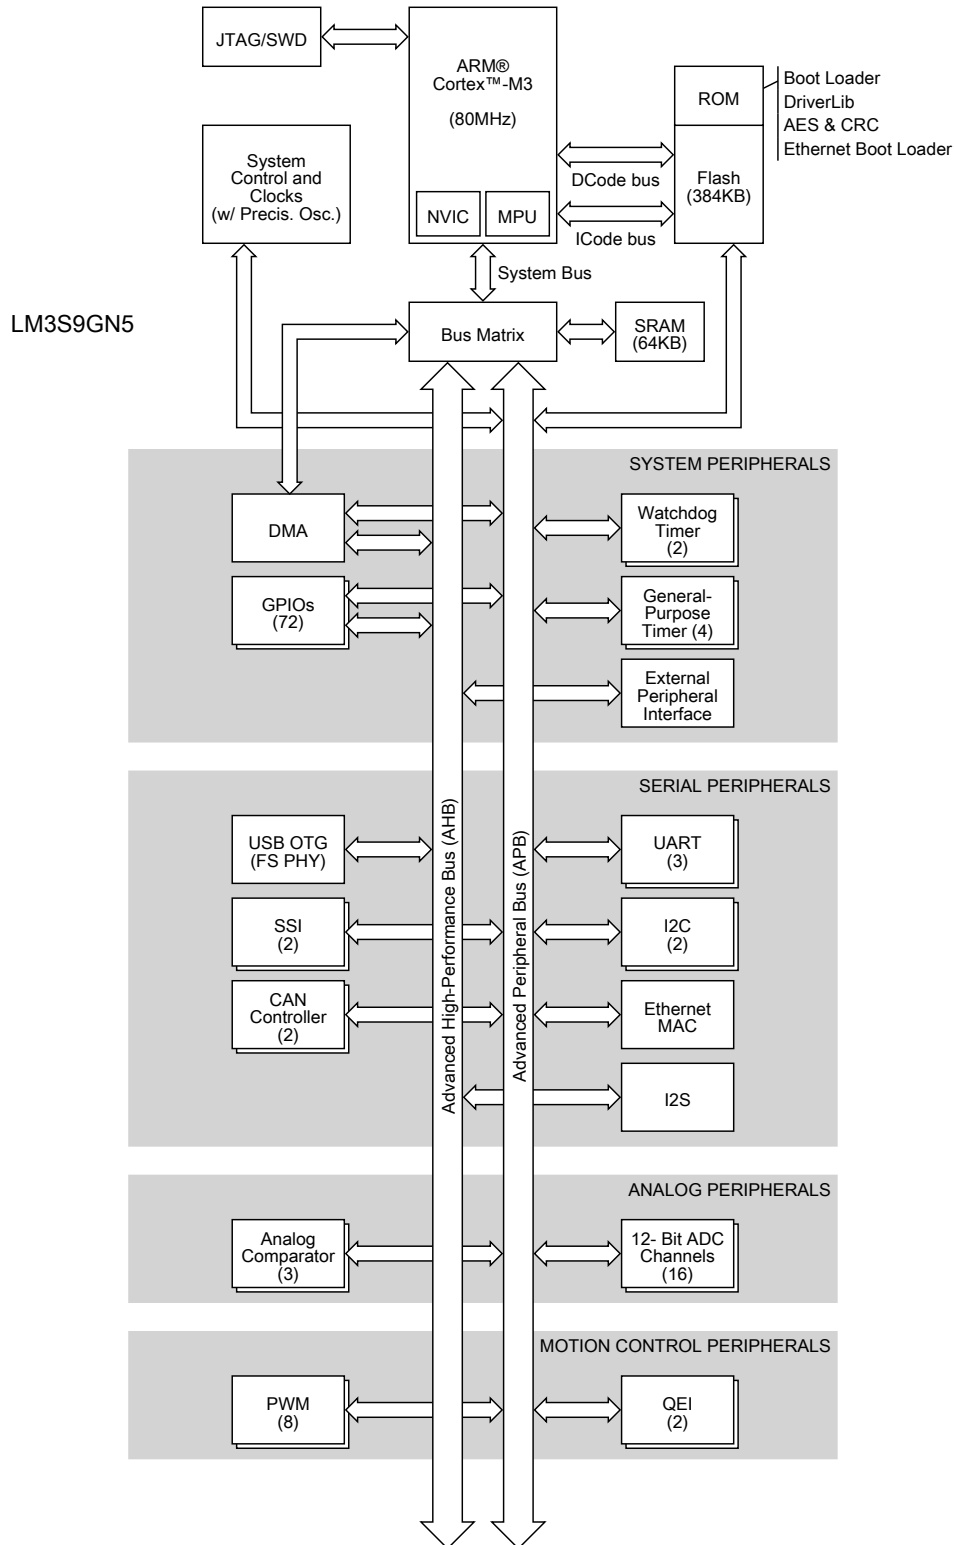 JTAG/SWD
ARM®
Cortex™-M3
(80MHz)
NVIC
MPU
ROM
Flash
(384KB)
Boot Loader
DriverLib
AES & CRC
Ethernet Boot Loader
System
Control and
Clocks
(w/ Precis. Osc.)
DCode bus
ICode bus
System Bus
LM3S9GN5
Bus Matrix
SRAM
(64KB)
SYSTEM PERIPHERALS
DMA
Watchdog
Timer
(2)
GPIOs
(72)
General-
Purpose
Timer (4)
External
Peripheral
Interface
SERIAL PERIPHERALS
Advanced High-Performance Bus (AHB)
Advanced Peripheral Bus (APB)
USB OTG
(FS PHY)
UART
(3)
SSI
(2)
I2C
(2)
CAN
Controller
(2)
Ethernet
MAC
I2S
ANALOG PERIPHERALS
Analog
Comparator
(3)
12- Bit ADC
Channels
(16)
MOTION CONTROL PERIPHERALS
PWM
(8)
QEI
(2)